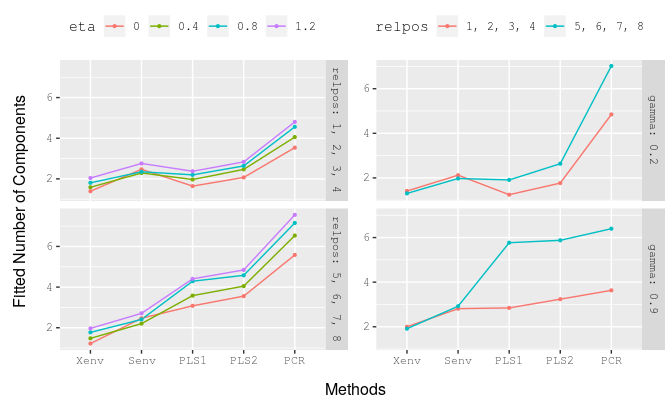 eta 0 0.4 0.8 1.2
relpos 1, 2, 3, 4 5, 6, 7, 8
Fitted Number of Components
6
4
2
relpos: 1, 2, 3, 4
6
4
2
relpos: 5, 6, 7, 8
Xenv Senv PLS1 PLS2 PCR
6
4
2
gamma: 0.2
6
4
2
gamma: 0.9
Xenv Senv PLS1 PLS2 PCR
Methods